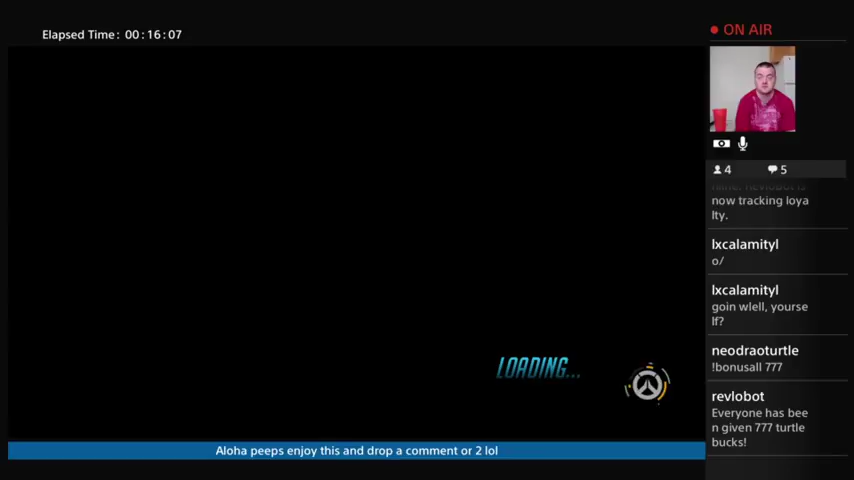 Elapsed Time: 00:16:07
ON AIR
4 5
now tracking loya
lty.
lxcalamityl
o/
lxcalamityl
goin wlell, yourse
lf?
neodraoturtle
!bonusall 777
revlobot
Everyone has bee
n given 777 turtle
bucks!
LOADING...
Aloha peeps enjoy this and drop a comment or 2 lol